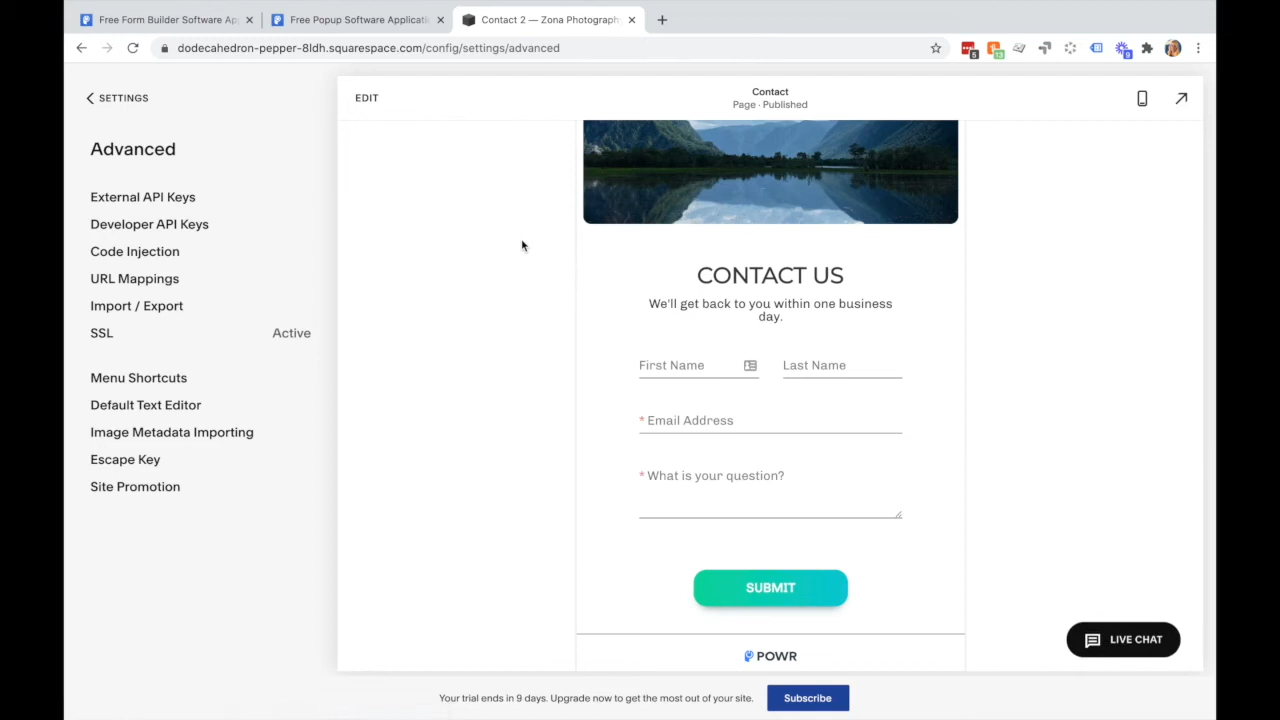 Free Form Builder Software Ap
Free Popup Software Applicati
Contact 2 — Zona Photograph
dodecahedron-pepper-8ldh.squarespace.com/config/settings/advanced
5
13
9
SETTINGS
EDIT
Contact
Page · Published
Advanced
External API Keys
Developer API Keys
Code Injection
URL Mappings
Import / Export
SSL Active
Menu Shortcuts
Default Text Editor
Image Metadata Importing
Escape Key
Site Promotion
CONTACT US
We'll get back to you within one business
day.
First Name
Last Name
* Email Address
* What is your question?
SUBMIT
POWR
LIVE CHAT
Your trial ends in 9 days. Upgrade now to get the most out of your site.
Subscribe